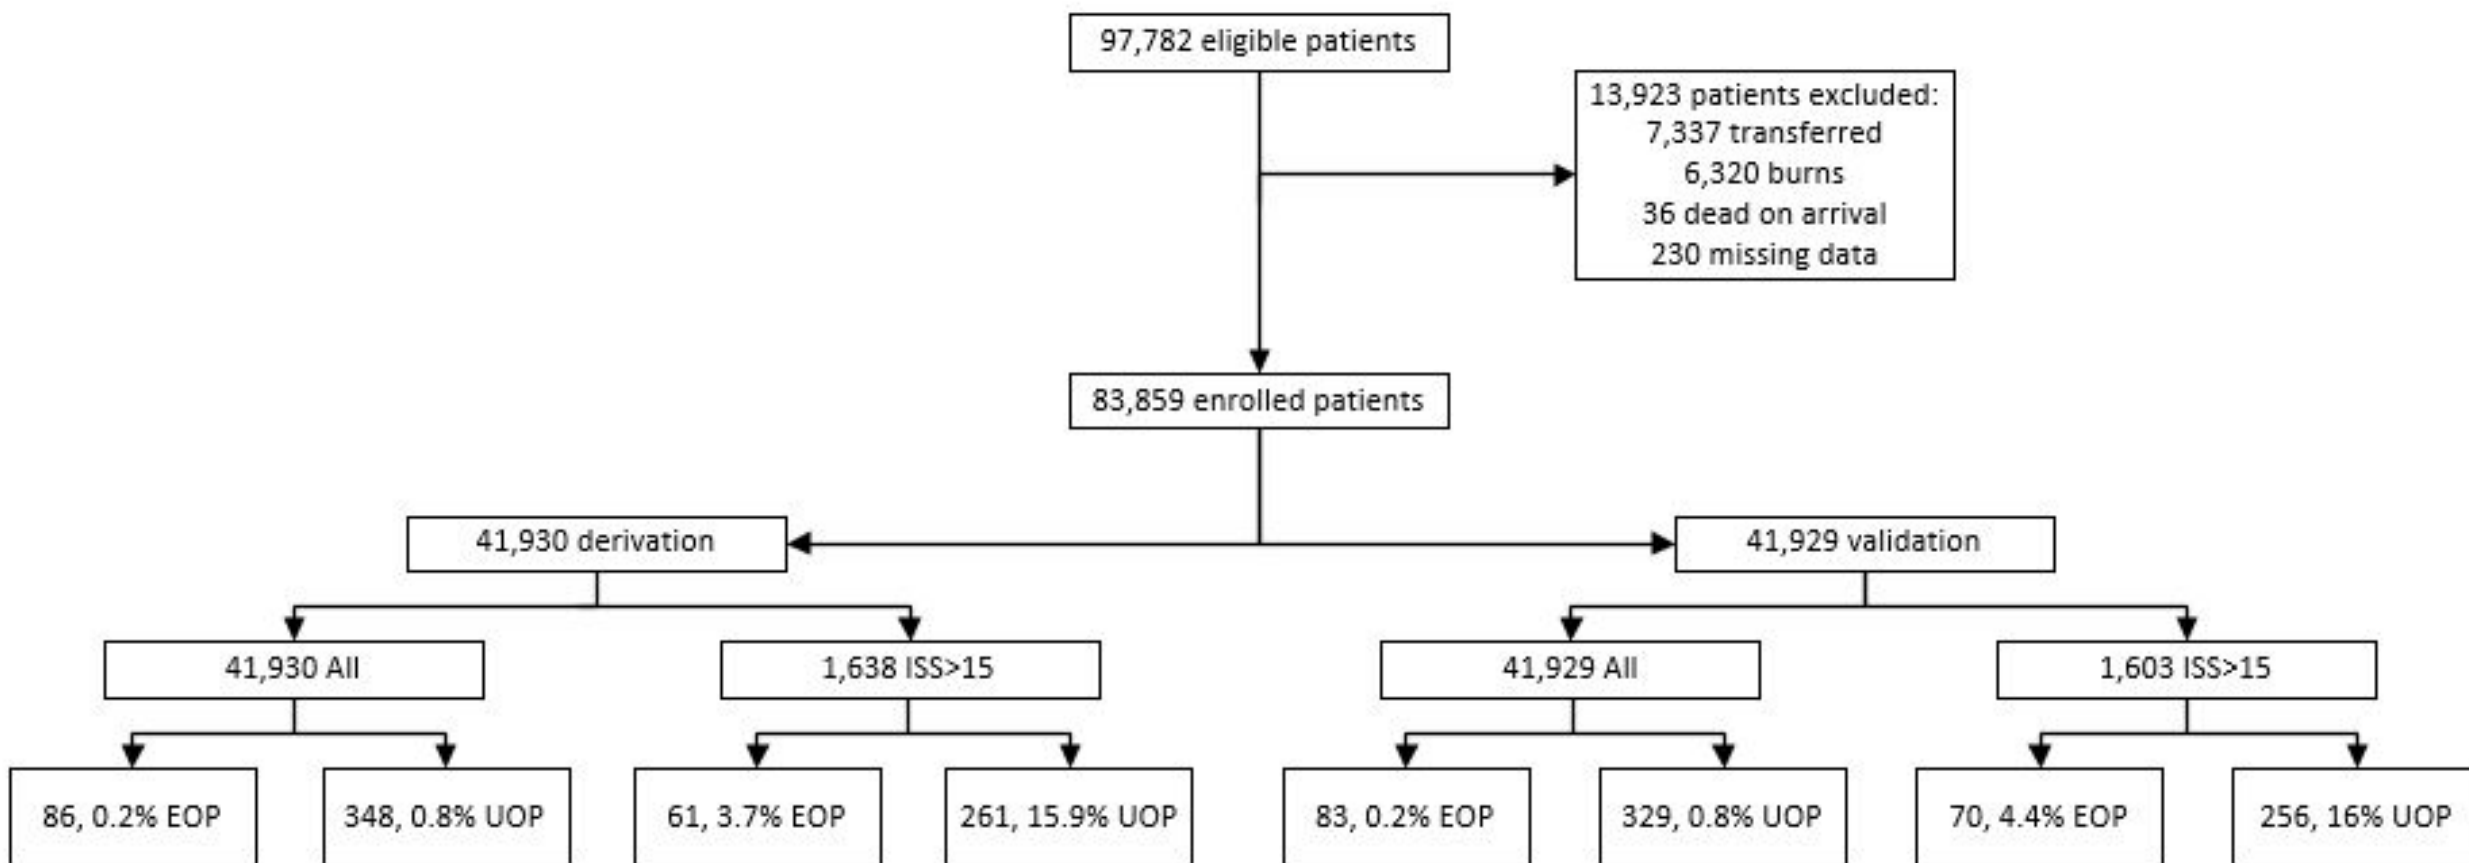 97,782 eligible patients
13,923 patients excluded:
7,337 transferred
6,320 burns
36 dead on arrival
230 missing data
83,859 enrolled patients
41,930 derivation
41,929 validation
41,930 All
1,638 ISS>15
41,929 All
1,603 ISS>15
86, 0.2% EOP
348, 0.8% UOP
61, 3.7% EOP
261, 15.9% UOP
83, 0.2% EOP
329, 0.8% UOP
70, 4.4% EOP
256, 16% UOP